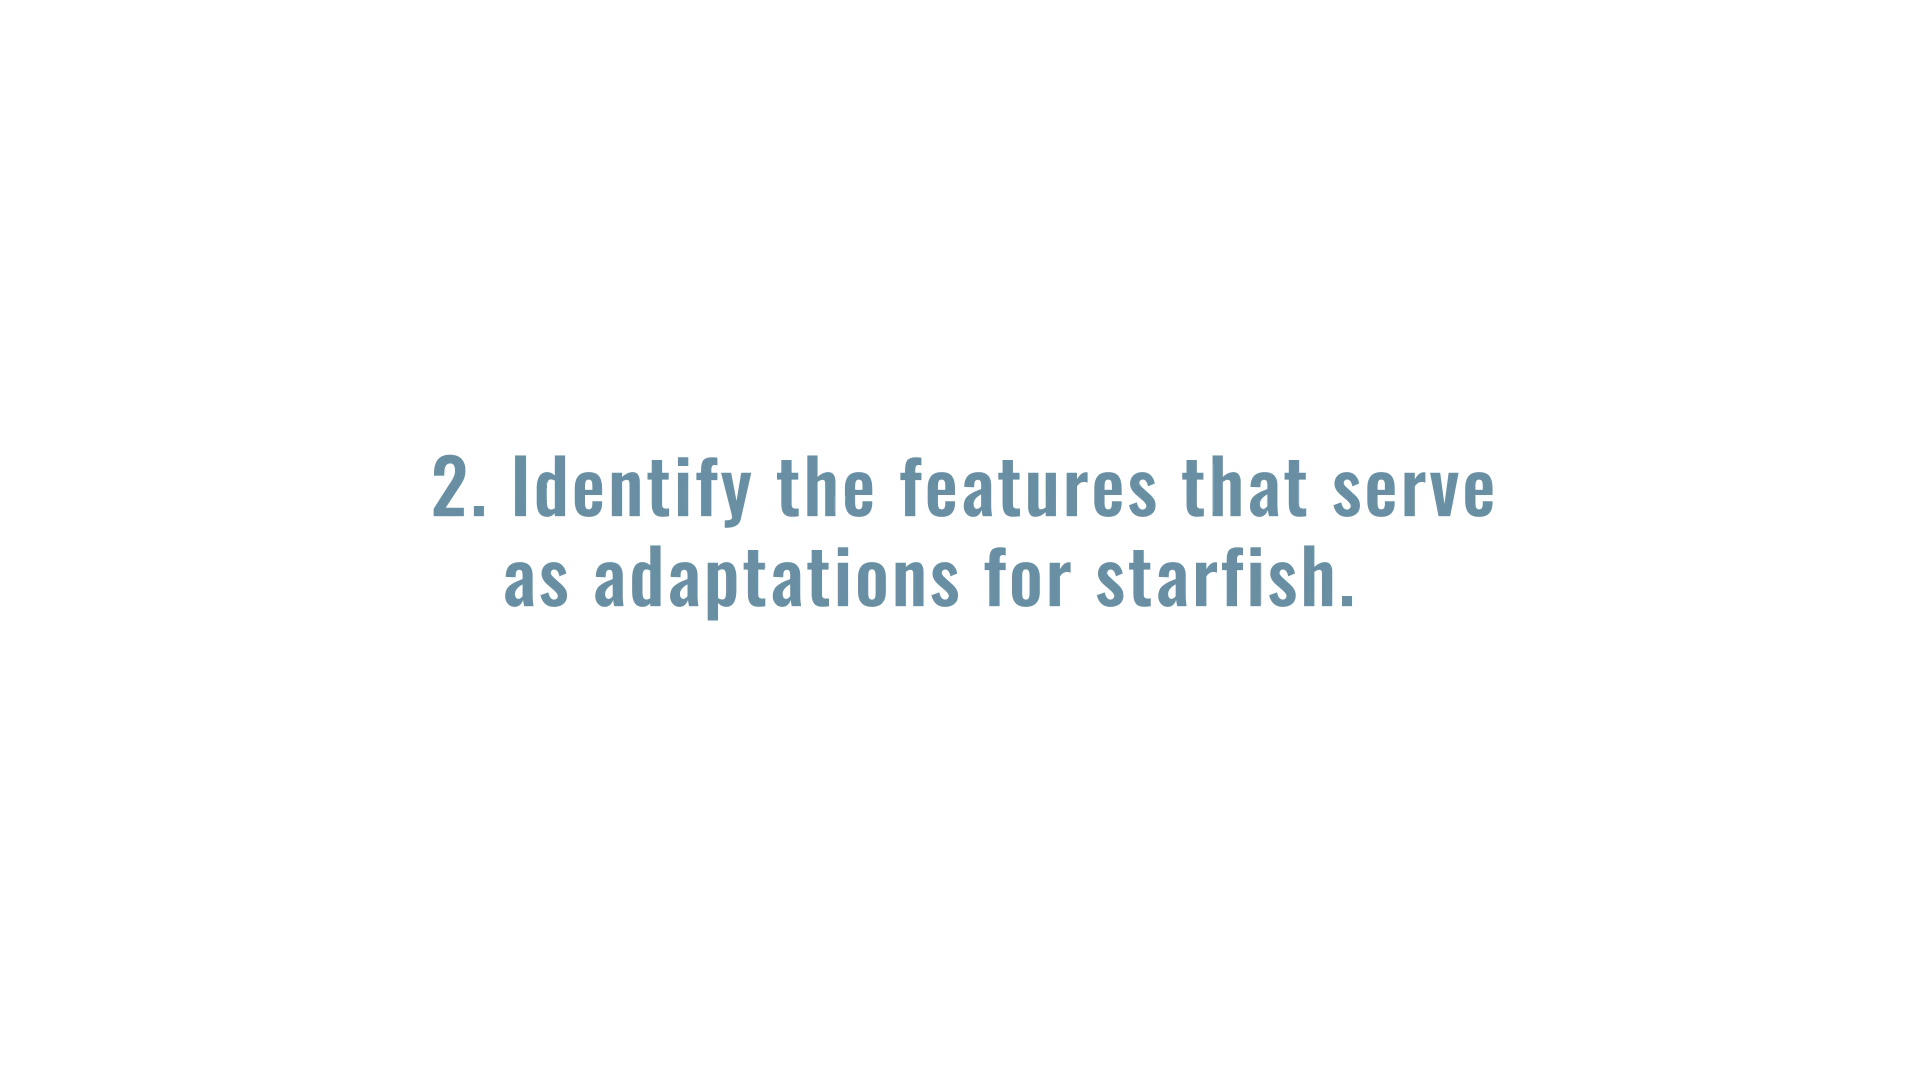 2. Identify the features that serve
as adaptations for starfish.